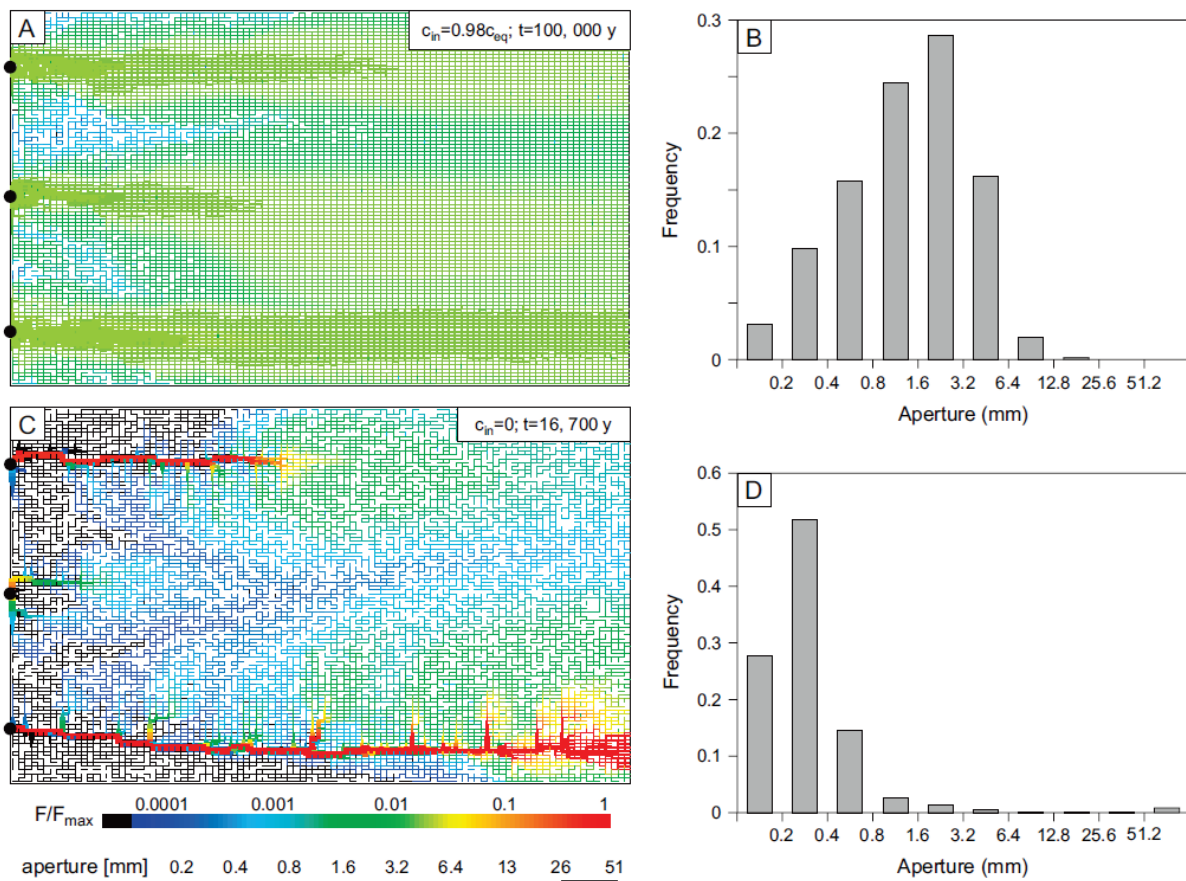 A
c_in=0.98c_eq; t=100, 000 y
C
c_in=0; t=16, 700 y
F/F_max
0.0001 0.001 0.01 0.1 1
aperture [mm] 0.2 0.4 0.8 1.6 3.2 6.4 13 26 51
B
Frequency
0.3
0.2
0.1
0
0.2 0.4 0.8 1.6 3.2 6.4 12.8 25.6 51.2
Aperture (mm)
D
Frequency
0.6
0.5
0.4
0.3
0.2
0.1
0
0.2 0.4 0.8 1.6 3.2 6.4 12.8 25.6 51.2
Aperture (mm)